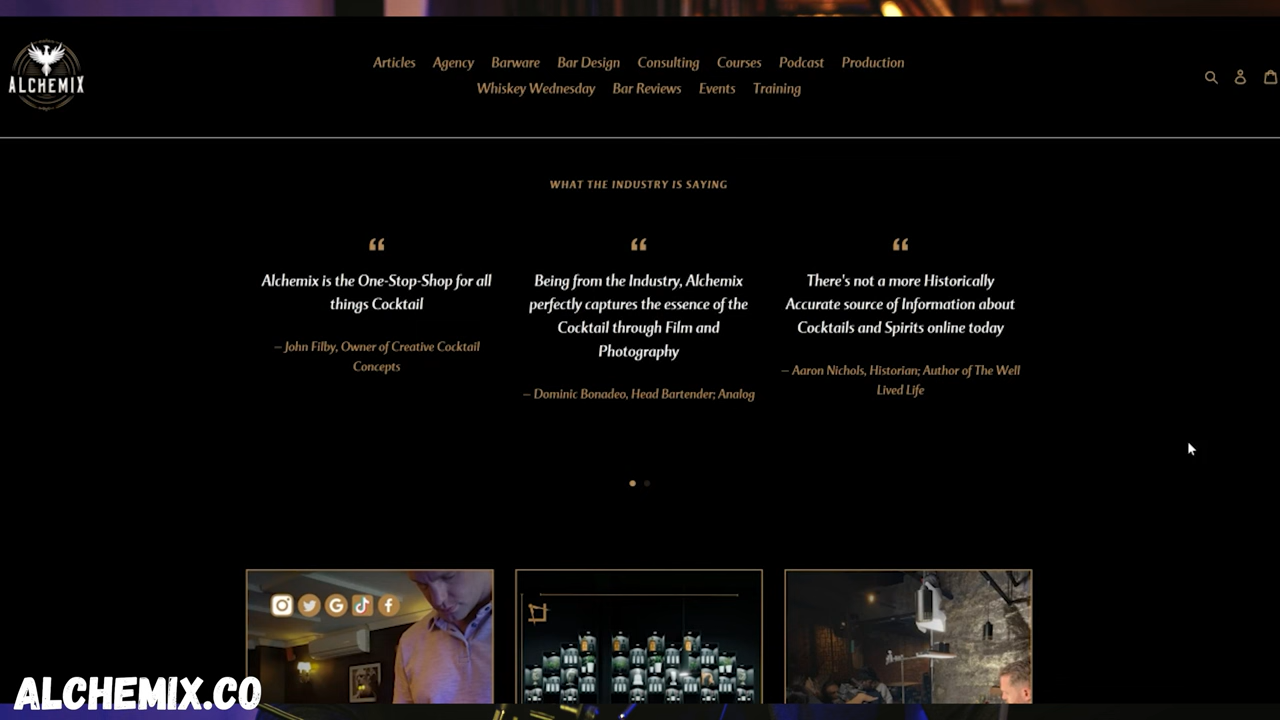 ALCHEMIX
Articles Agency Barware Bar Design Consulting Courses Podcast Production
Whiskey Wednesday Bar Reviews Events Training
WHAT THE INDUSTRY IS SAYING
“
Alchemix is the One-Stop-Shop for all
things Cocktail
– John Filby, Owner of Creative Cocktail
Concepts
“
Being from the Industry, Alchemix
perfectly captures the essence of the
Cocktail through Film and
Photography
– Dominic Bonadeo, Head Bartender; Analog
“
There's not a more Historically
Accurate source of Information about
Cocktails and Spirits online today
– Aaron Nichols, Historian; Author of The Well
Lived Life
ALCHEMIX.CO